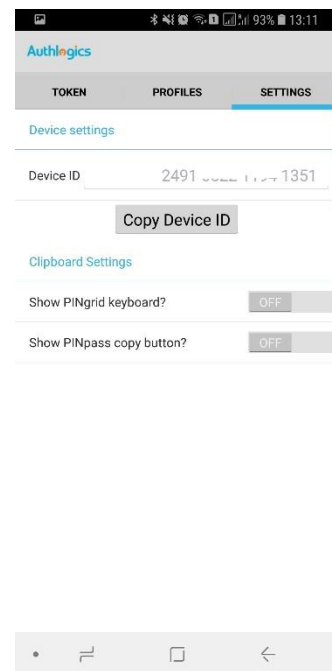 93% 13:11
Authlogics
TOKEN PROFILES SETTINGS
Device settings
Device ID 2491 1351
Copy Device ID
Clipboard Settings
Show PINgrid keyboard? OFF
Show PINpass copy button? OFF